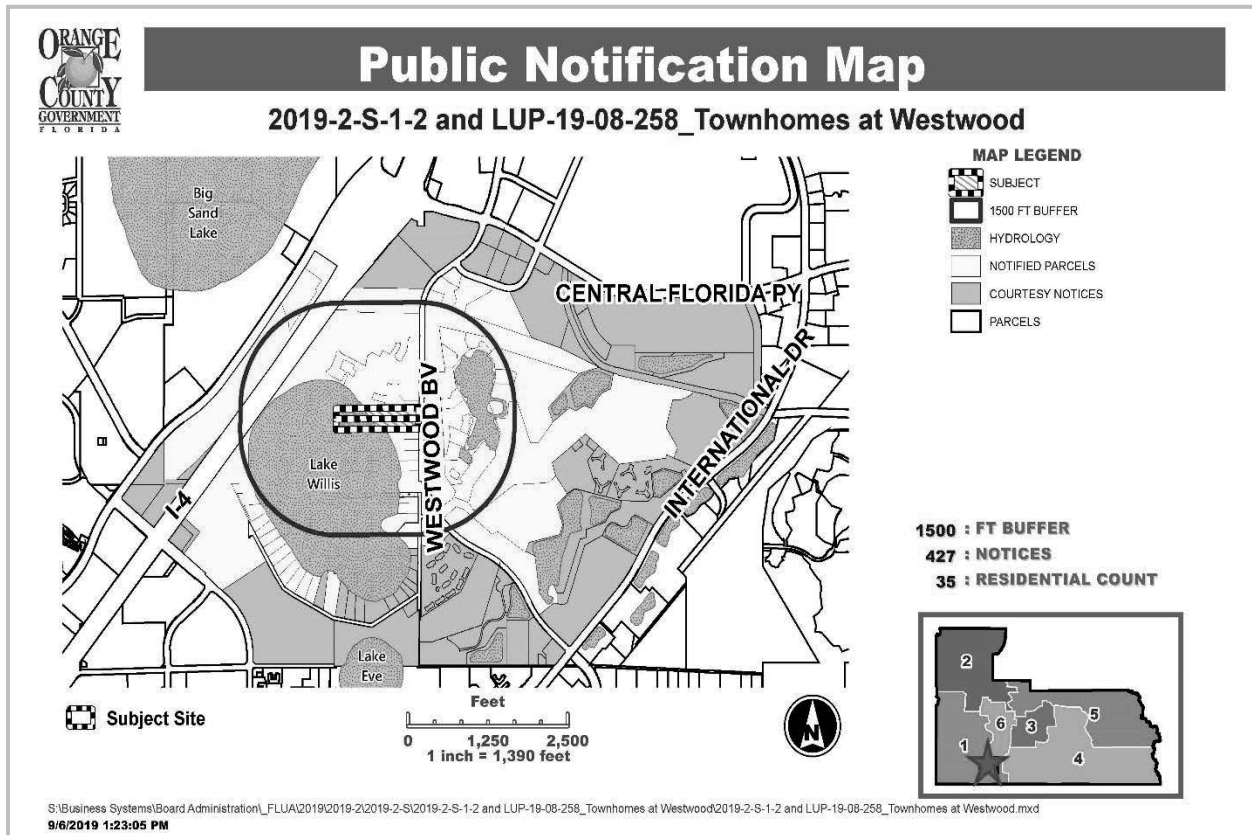 ORANGE
COUNTY
GOVERNMENT
FLORIDA
Public Notification Map
2019-2-S-1-2 and LUP-19-08-258_Townhomes at Westwood
Big
Sand
Lake
CENTRAL FLORIDA PY
INTERNATIONAL DR
WESTWOOD BV
Lake
Willis
I-4
Lake
Eve
MAP LEGEND
SUBJECT
1500 FT BUFFER
HYDROLOGY
NOTIFIED PARCELS
COURTESY NOTICES
PARCELS
1500 : FT BUFFER
427 : NOTICES
35 : RESIDENTIAL COUNT
2
6
3
5
1
4
Subject Site
Feet
0 1,250 2,500
1 inch = 1,390 feet
N
S:\Business Systems\Board Administration\_FLUA\2019\2019-2\2019-2-S\2019-2-S-1-2 and LUP-19-08-258_Townhomes at Westwood\2019-2-S-1-2 and LUP-19-08-258_Townhomes at Westwood.mxd
9/6/2019 1:23:05 PM